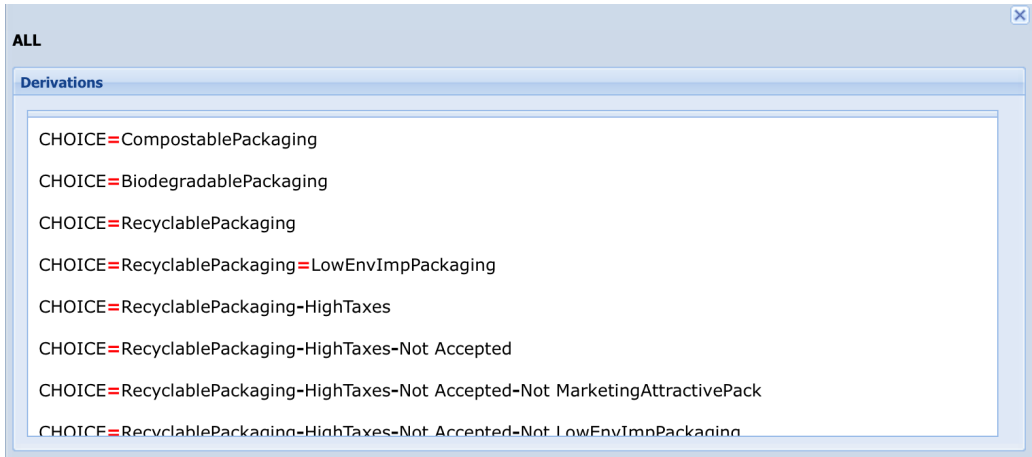 ALL
Derivations
CHOICE=CompostablePackaging
CHOICE=BiodegradablePackaging
CHOICE=RecyclablePackaging
CHOICE=RecyclablePackaging=LowEnvImpPackaging
CHOICE=RecyclablePackaging-HighTaxes
CHOICE=RecyclablePackaging-HighTaxes-Not Accepted
CHOICE=RecyclablePackaging-HighTaxes-Not Accepted-Not MarketingAttractivePack
CHOICE=RecyclablePackaging-HighTaxes-Not Accepted-Not LowEnvImpPackaging